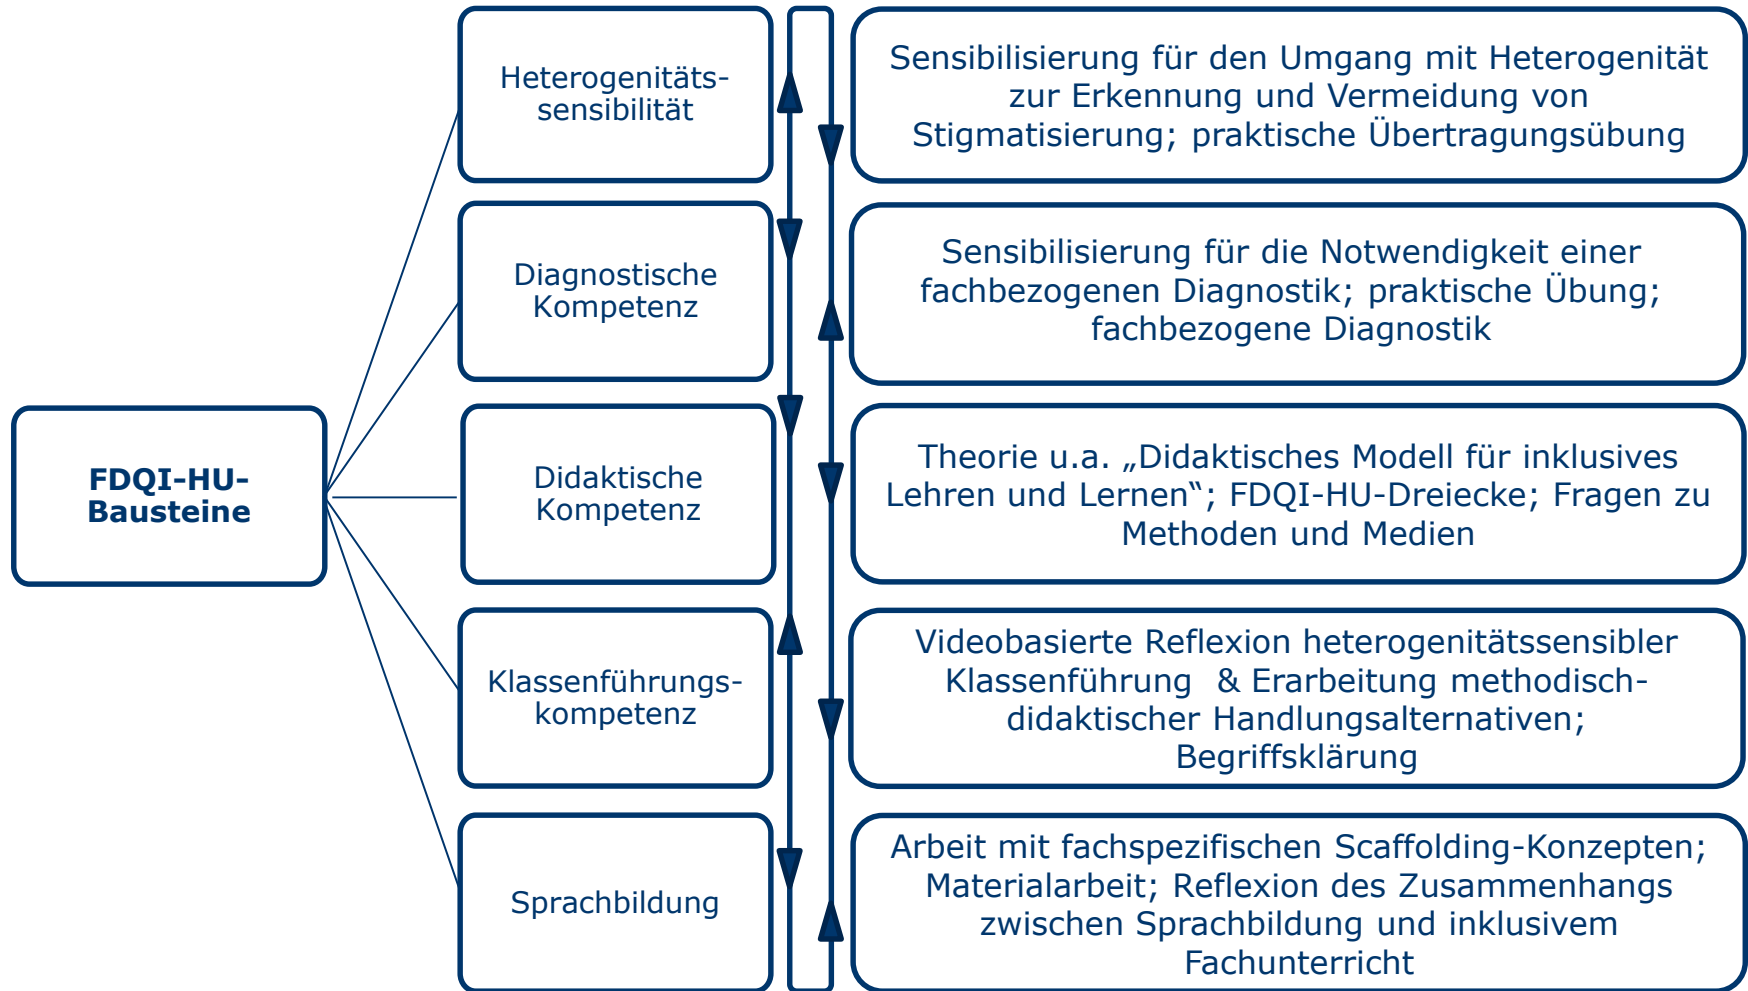 FDQI-HU-
Bausteine
Heterogenitäts-
sensibilität
Sensibilisierung für den Umgang mit Heterogenität
zur Erkennung und Vermeidung von
Stigmatisierung; praktische Übertragungsübung
Diagnostische
Kompetenz
Sensibilisierung für die Notwendigkeit einer
fachbezogenen Diagnostik; praktische Übung;
fachbezogene Diagnostik
Didaktische
Kompetenz
Theorie u.a. „Didaktisches Modell für inklusives
Lehren und Lernen“; FDQI-HU-Dreiecke; Fragen zu
Methoden und Medien
Klassenführungs-
kompetenz
Videobasierte Reflexion heterogenitätssensibler
Klassenführung & Erarbeitung methodisch-
didaktischer Handlungsalternativen;
Begriffsklärung
Sprachbildung
Arbeit mit fachspezifischen Scaffolding-Konzepten;
Materialarbeit; Reflexion des Zusammenhangs
zwischen Sprachbildung und inklusivem
Fachunterricht